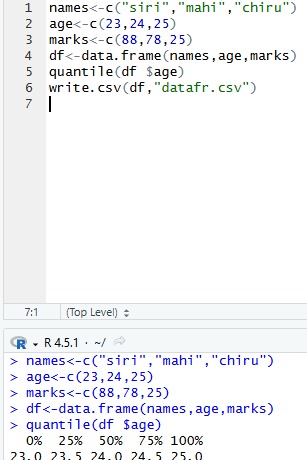 1 names<-c("siri","mahi","chiru")
2 age<-c(23,24,25)
3 marks<-c(88,78,25)
4 df<-data.frame(names,age,marks)
5 quantile(df $age)
6 write.csv(df,"datafr.csv")
7
7:1 (Top Level)
R 4.5.1 · ~/
> names<-c("siri","mahi","chiru")
> age<-c(23,24,25)
> marks<-c(88,78,25)
> df<-data.frame(names,age,marks)
> quantile(df $age)
0% 25% 50% 75% 100%
23.0 23.5 24.0 24.5 25.0